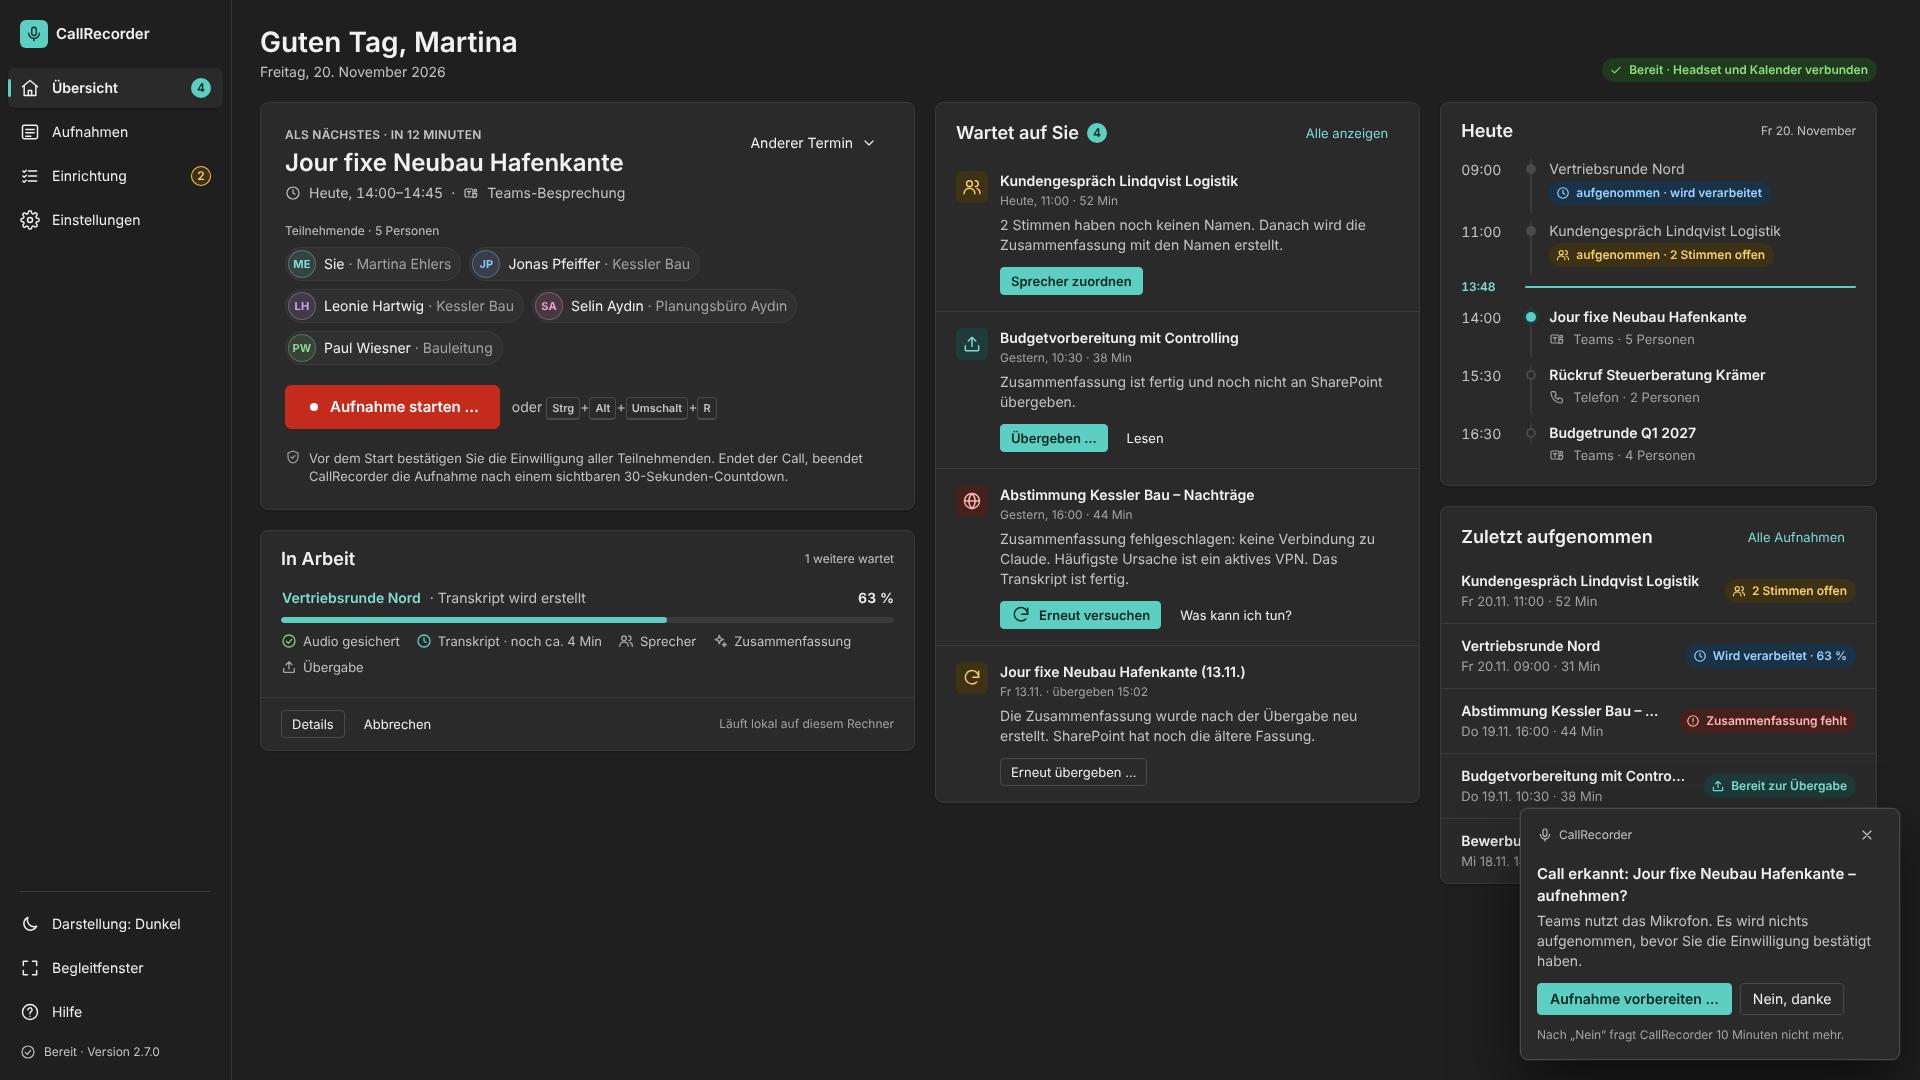 CallRecorder
Übersicht 4
Aufnahmen
Einrichtung 2
Einstellungen
Darstellung: Dunkel
Begleitfenster
Hilfe
Bereit · Version 2.7.0
Guten Tag, Martina
Freitag, 20. November 2026
Bereit · Headset und Kalender verbunden
ALS NÄCHSTES · IN 12 MINUTEN
Jour fixe Neubau Hafenkante
Anderer Termin
Heute, 14:00–14:45 · Teams-Besprechung
Teilnehmende · 5 Personen
ME Sie · Martina Ehlers
JP Jonas Pfeiffer · Kessler Bau
LH Leonie Hartwig · Kessler Bau
SA Selin Aydın · Planungsbüro Aydın
PW Paul Wiesner · Bauleitung
Aufnahme starten ...
oder Strg + Alt + Umschalt + R
Vor dem Start bestätigen Sie die Einwilligung aller Teilnehmenden. Endet der Call, beendet
CallRecorder die Aufnahme nach einem sichtbaren 30-Sekunden-Countdown.
In Arbeit
1 weitere wartet
Vertriebsrunde Nord · Transkript wird erstellt
63 %
Audio gesichert
Transkript · noch ca. 4 Min
Sprecher
Zusammenfassung
Übergabe
Details
Abbrechen
Läuft lokal auf diesem Rechner
Wartet auf Sie 4
Alle anzeigen
Kundengespräch Lindqvist Logistik
Heute, 11:00 · 52 Min
2 Stimmen haben noch keinen Namen. Danach wird die
Zusammenfassung mit den Namen erstellt.
Sprecher zuordnen
Budgetvorbereitung mit Controlling
Gestern, 10:30 · 38 Min
Zusammenfassung ist fertig und noch nicht an SharePoint
übergeben.
Übergeben ...
Lesen
Abstimmung Kessler Bau – Nachträge
Gestern, 16:00 · 44 Min
Zusammenfassung fehlgeschlagen: keine Verbindung zu
Claude. Häufigste Ursache ist ein aktives VPN. Das
Transkript ist fertig.
Erneut versuchen
Was kann ich tun?
Jour fixe Neubau Hafenkante (13.11.)
Fr 13.11. · übergeben 15:02
Die Zusammenfassung wurde nach der Übergabe neu
erstellt. SharePoint hat noch die ältere Fassung.
Erneut übergeben ...
Heute
Fr 20. November
09:00 Vertriebsrunde Nord
aufgenommen · wird verarbeitet
11:00 Kundengespräch Lindqvist Logistik
aufgenommen · 2 Stimmen offen
13:48
14:00 Jour fixe Neubau Hafenkante
Teams · 5 Personen
15:30 Rückruf Steuerberatung Krämer
Telefon · 2 Personen
16:30 Budgetrunde Q1 2027
Teams · 4 Personen
Zuletzt aufgenommen
Alle Aufnahmen
Kundengespräch Lindqvist Logistik
Fr 20.11. 11:00 · 52 Min
2 Stimmen offen
Vertriebsrunde Nord
Fr 20.11. 09:00 · 31 Min
Wird verarbeitet · 63 %
Abstimmung Kessler Bau – ...
Do 19.11. 16:00 · 44 Min
Zusammenfassung fehlt
Budgetvorbereitung mit Contro...
Do 19.11. 10:30 · 38 Min
Bereit zur Übergabe
Mi 18.11.
CallRecorder
Call erkannt: Jour fixe Neubau Hafenkante –
aufnehmen?
Teams nutzt das Mikrofon. Es wird nichts
aufgenommen, bevor Sie die Einwilligung bestätigt
haben.
Aufnahme vorbereiten ...
Nein, danke
Nach „Nein“ fragt CallRecorder 10 Minuten nicht mehr.